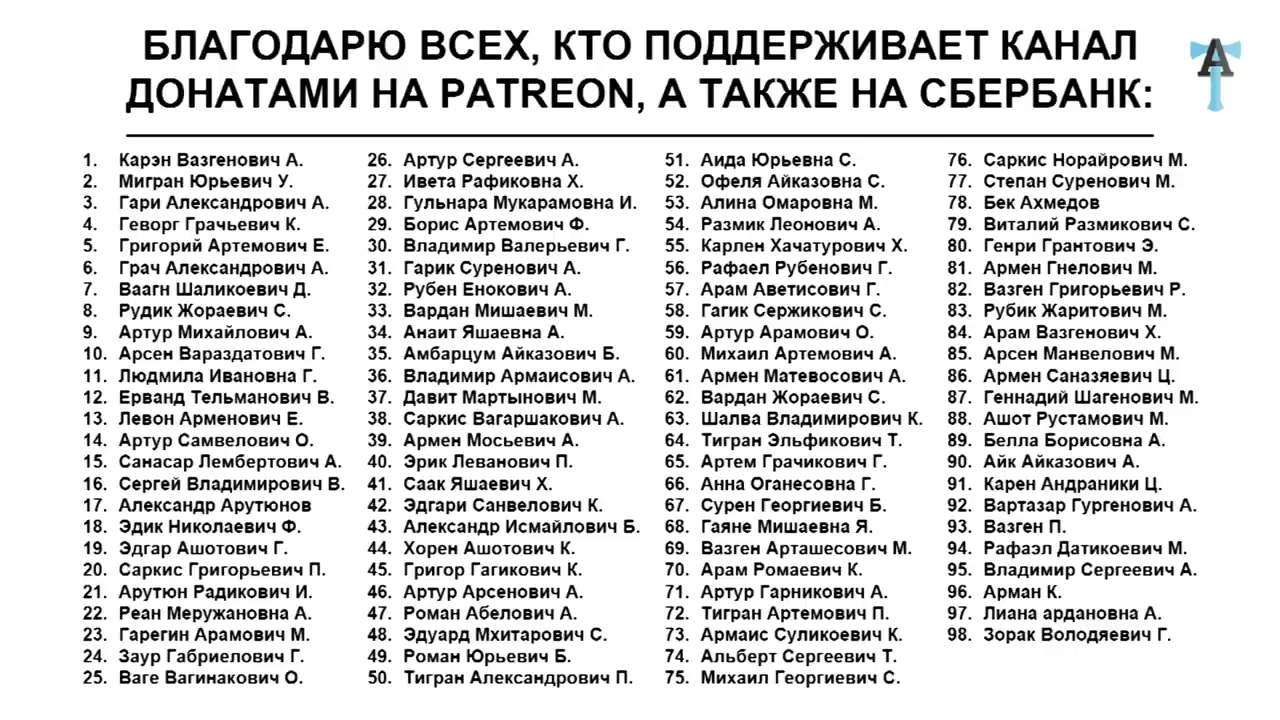 БЛАГОДАРЮ ВСЕХ, КТО ПОДДЕРЖИВАЕТ КАНАЛ
ДОНАТАМИ НА PATREON, А ТАКЖЕ НА СБЕРБАНК:
1. Карэн Вазгенович А.
2. Мигран Юрьевич У.
3. Гари Александрович А.
4. Геворг Грачьевич К.
5. Григорий Артемович Е.
6. Грач Александрович А.
7. Ваагн Шаликоевич Д.
8. Рудик Жораевич С.
9. Артур Михайлович А.
10. Арсен Вараздатович Г.
11. Людмила Ивановна Г.
12. Ерванд Тельманович В.
13. Левон Арменович Е.
14. Артур Самвелович О.
15. Санасар Лембертович А.
16. Сергей Владимирович В.
17. Александр Арутюнов
18. Эдик Николаевич Ф.
19. Эдгар Ашотович Г.
20. Саркис Григорьевич П.
21. Арутюн Радикович И.
22. Реан Меружановна А.
23. Гарегин Арамович М.
24. Заур Габриелович Г.
25. Ваге Вагинакович О.
26. Артур Сергеевич А.
27. Ивета Рафиковна Х.
28. Гульнара Мукарамовна И.
29. Борис Артемович Ф.
30. Владимир Валерьевич Г.
31. Гарик Суренович А.
32. Рубен Енокович А.
33. Вардан Мишаевич М.
34. Анаит Яшаевна А.
35. Амбарцум Айказович Б.
36. Владимир Армаисович А.
37. Давит Мартынович М.
38. Саркис Вагаршакович А.
39. Армен Мосьевич А.
40. Эрик Леванович П.
41. Саак Яшаевич Х.
42. Эдгари Санвелович К.
43. Александр Исмайлович Б.
44. Хорен Ашотович К.
45. Григор Гагикович К.
46. Артур Арсенович А.
47. Роман Абелович А.
48. Эдуард Мхитарович С.
49. Роман Юрьевич Б.
50. Тигран Александрович П.
51. Аида Юрьевна С.
52. Офеля Айказовна С.
53. Алина Омаровна М.
54. Размик Леонович А.
55. Карлен Хачатурович Х.
56. Рафаел Рубенович Г.
57. Арам Аветисович Г.
58. Гагик Сержикович С.
59. Артур Арамович О.
60. Михаил Артемович А.
61. Армен Матевосович А.
62. Вардан Жораевич С.
63. Шалва Владимирович К.
64. Тигран Эльфикович Т.
65. Артем Грачикович Г.
66. Анна Оганесовна Г.
67. Сурен Георгиевич Б.
68. Гаяне Мишаевна Я.
69. Вазген Арташесович М.
70. Арам Ромаевич К.
71. Артур Гарникович А.
72. Тигран Артемович П.
73. Армаис Суликоевич К.
74. Альберт Сергеевич Т.
75. Михаил Георгиевич С.
76. Саркис Норайрович М.
77. Степан Суренович М.
78. Бек Ахмедов
79. Виталий Размикович С.
80. Генри Грантович Э.
81. Армен Гнелович М.
82. Вазген Григорьевич Р.
83. Рубик Жаритович М.
84. Арам Вазгенович Х.
85. Арсен Манвелович М.
86. Армен Саназяевич Ц.
87. Геннадий Шагенович М.
88. Ашот Рустамович М.
89. Белла Борисовна А.
90. Айк Айказович А.
91. Карен Андраники Ц.
92. Вартазар Гургенович А.
93. Вазген П.
94. Рафаэл Датикоевич М.
95. Владимир Сергеевич А.
96. Арман К.
97. Лиана ардановна А.
98. Зорак Володяевич Г.